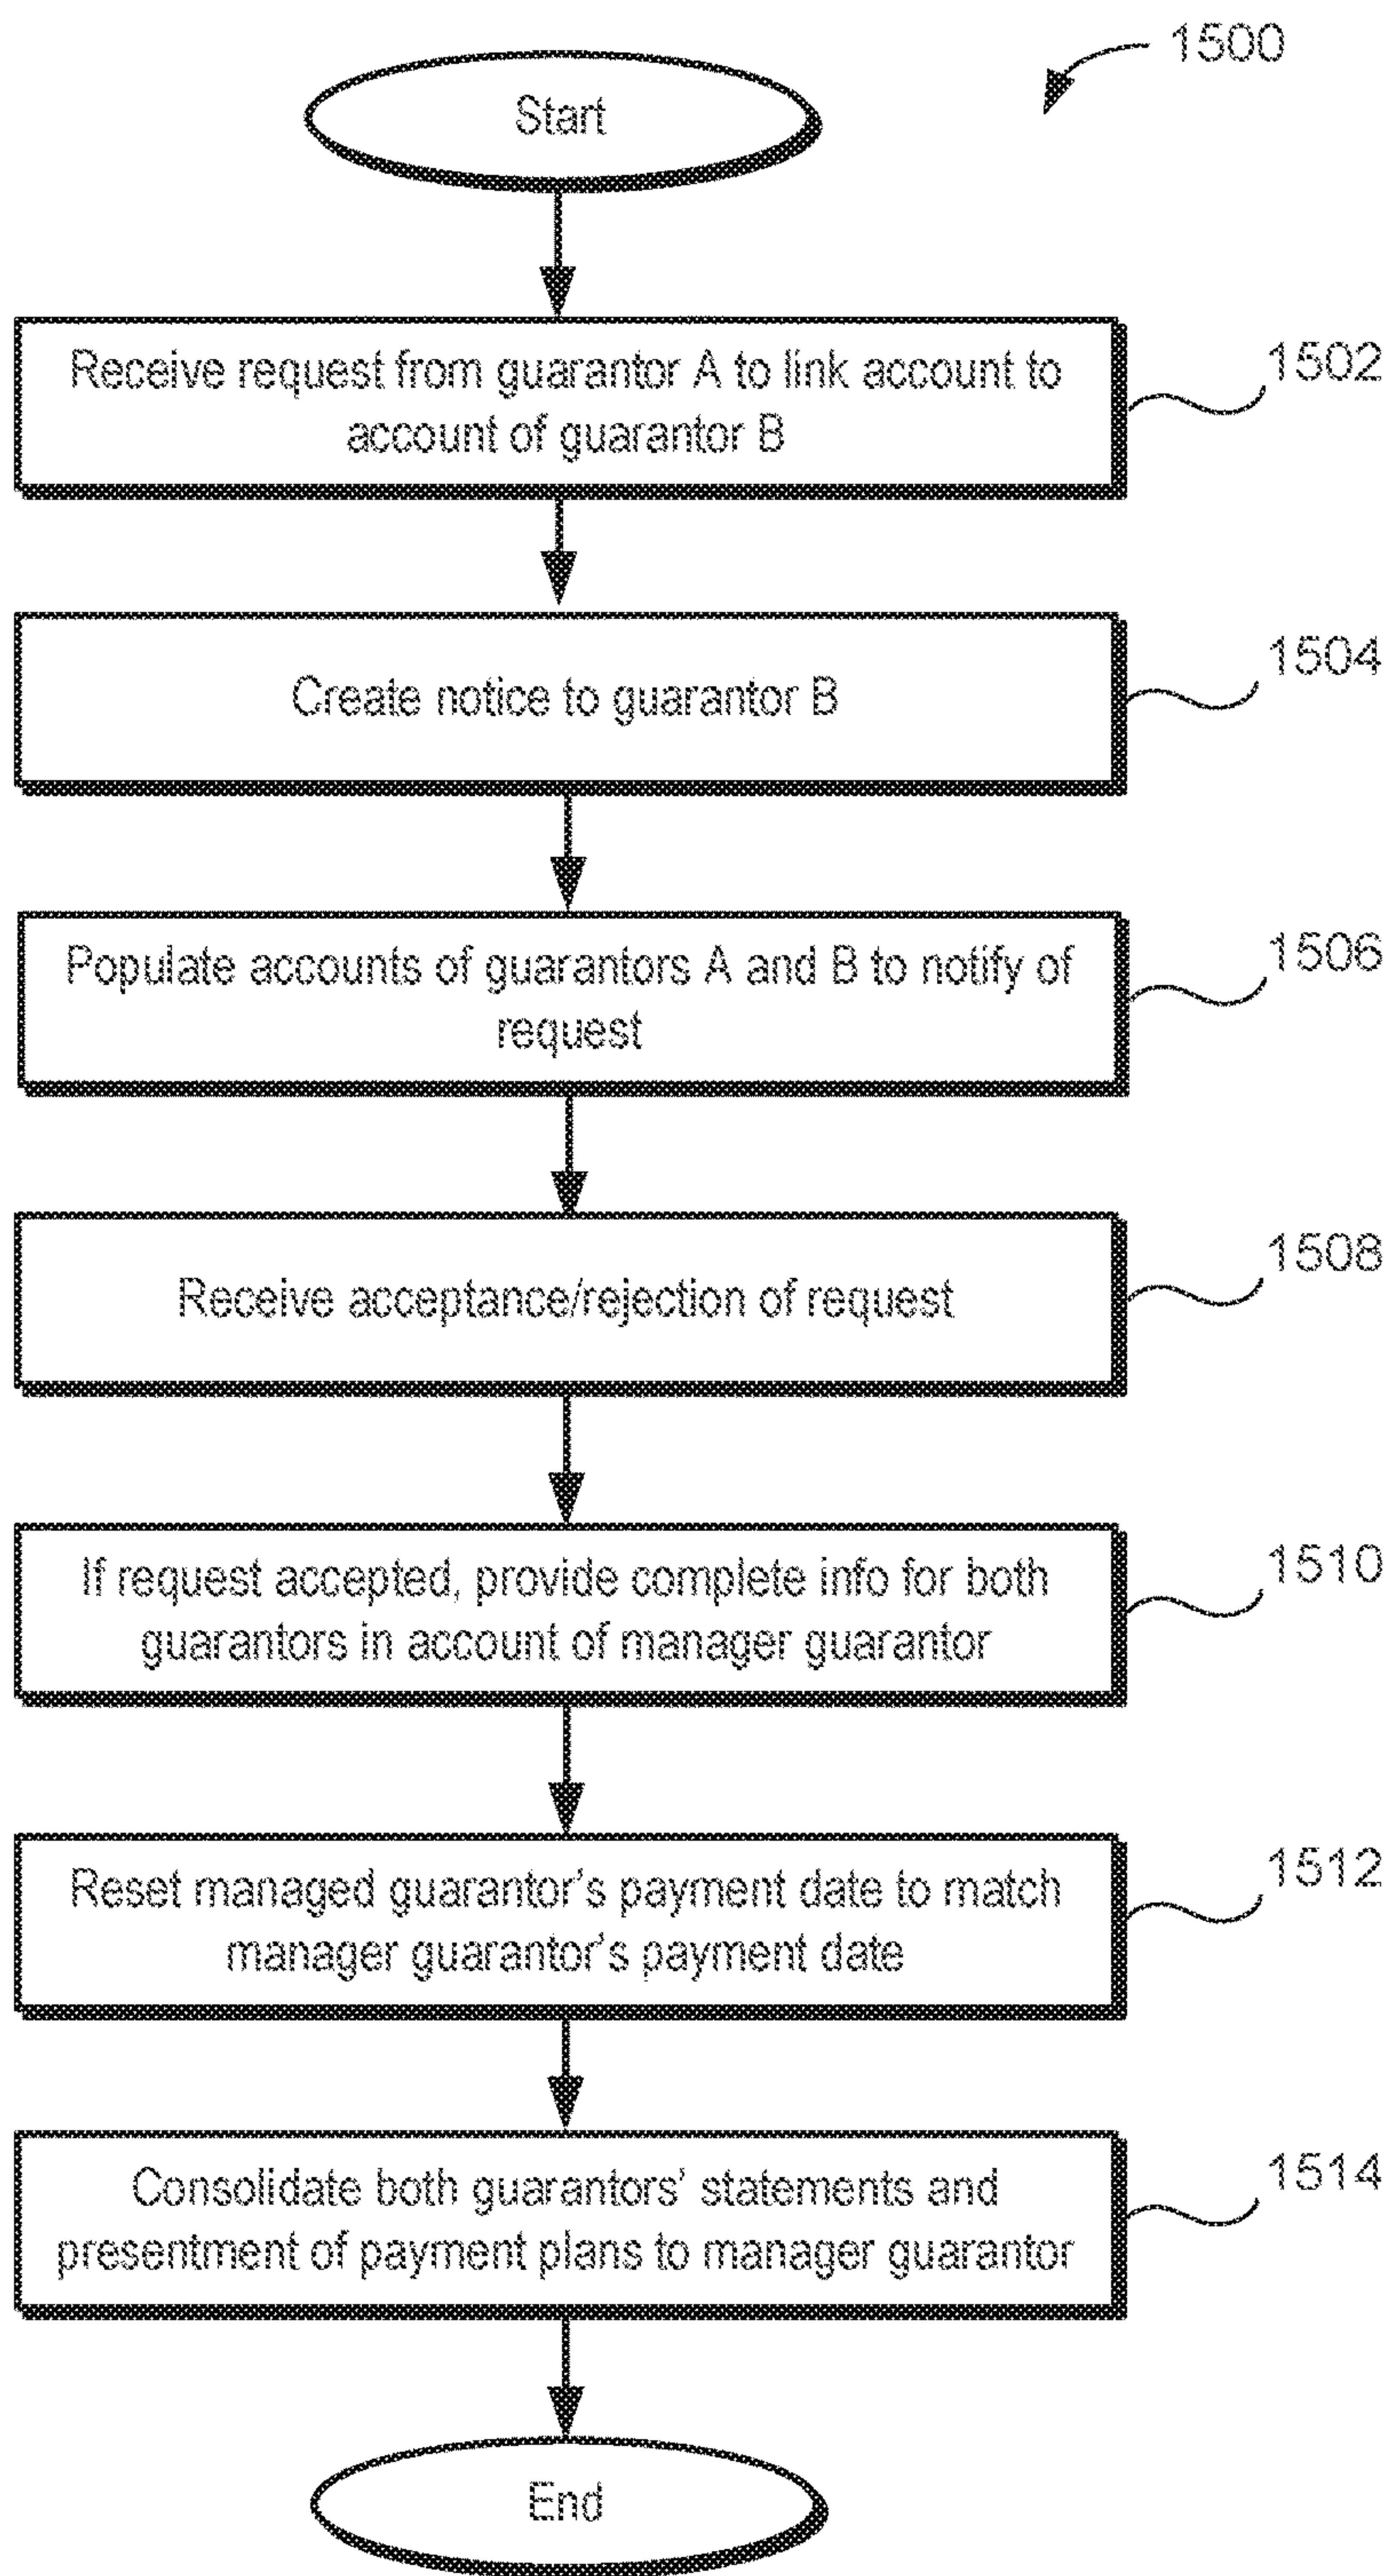 1500
Start
Receive request from guarantor A to link account to
account of guarantor B
1502
Create notice to guarantor B
1504
Populate accounts of guarantors A and B to notify of
request
1506
Receive acceptance/rejection of request
1508
If request accepted, provide complete info for both
guarantors in account of manager guarantor
1510
Reset managed guarantor's payment date to match
manager guarantor's payment date
1512
Consolidate both guarantors' statements and
presentment of payment plans to manager guarantor
1514
End